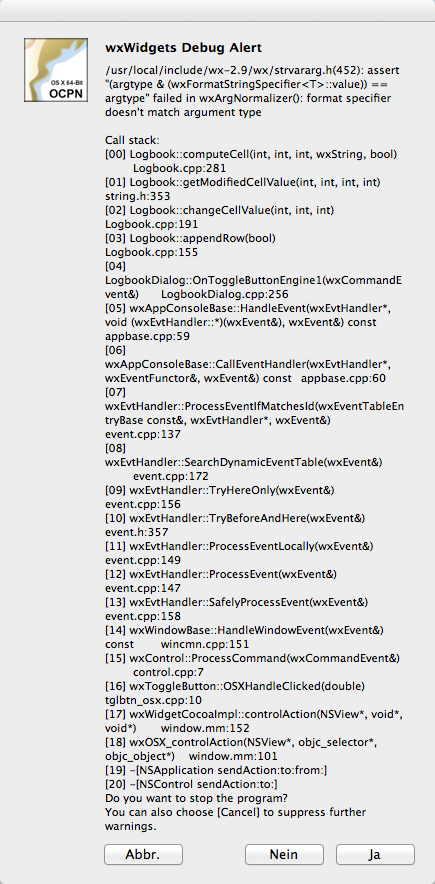 OS X 64-Bit
OCPN
wxWidgets Debug Alert
/usr/local/include/wx-2.9/wx/strvararg.h(452): assert
"(argtype & (wxFormatStringSpecifier<T>::value)) ==
argtype" failed in wxArgNormalizer(): format specifier
doesn't match argument type
Call stack:
[00] Logbook::computeCell(int, int, int, wxString, bool)
Logbook.cpp:281
[01] Logbook::getModifiedCellValue(int, int, int, int)
string.h:353
[02] Logbook::changeCellValue(int, int, int)
Logbook.cpp:191
[03] Logbook::appendRow(bool)
Logbook.cpp:155
[04]
LogbookDialog::OnToggleButtonEngine1(wxCommandE
vent&) LogbookDialog.cpp:256
[05] wxAppConsoleBase::HandleEvent(wxEvtHandler*,
void (wxEvtHandler::*)(wxEvent&), wxEvent&) const
appbase.cpp:59
[06]
wxAppConsoleBase::CallEventHandler(wxEvtHandler*,
wxEventFunctor&, wxEvent&) const appbase.cpp:60
[07]
wxEvtHandler::ProcessEventIfMatchesId(wxEventTableEn
tryBase const&, wxEvtHandler*, wxEvent&)
event.cpp:137
[08]
wxEvtHandler::SearchDynamicEventTable(wxEvent&)
event.cpp:172
[09] wxEvtHandler::TryHereOnly(wxEvent&)
event.cpp:156
[10] wxEvtHandler::TryBeforeAndHere(wxEvent&)
event.h:357
[11] wxEvtHandler::ProcessEventLocally(wxEvent&)
event.cpp:149
[12] wxEvtHandler::ProcessEvent(wxEvent&)
event.cpp:147
[13] wxEvtHandler::SafelyProcessEvent(wxEvent&)
event.cpp:158
[14] wxWindowBase::HandleWindowEvent(wxEvent&)
const wincmn.cpp:151
[15] wxControl::ProcessCommand(wxCommandEvent&)
control.cpp:7
[16] wxToggleButton::OSXHandleClicked(double)
tglbtn_osx.cpp:10
[17] wxWidgetCocoaImpl::controlAction(NSView*, void*,
void*) window.mm:152
[18] wxOSX_controlAction(NSView*, objc_selector*,
objc_object*) window.mm:101
[19] -[NSApplication sendAction:to:from:]
[20] -[NSControl sendAction:to:]
Do you want to stop the program?
You can also choose [Cancel] to suppress further
warnings.
Abbr. Nein Ja